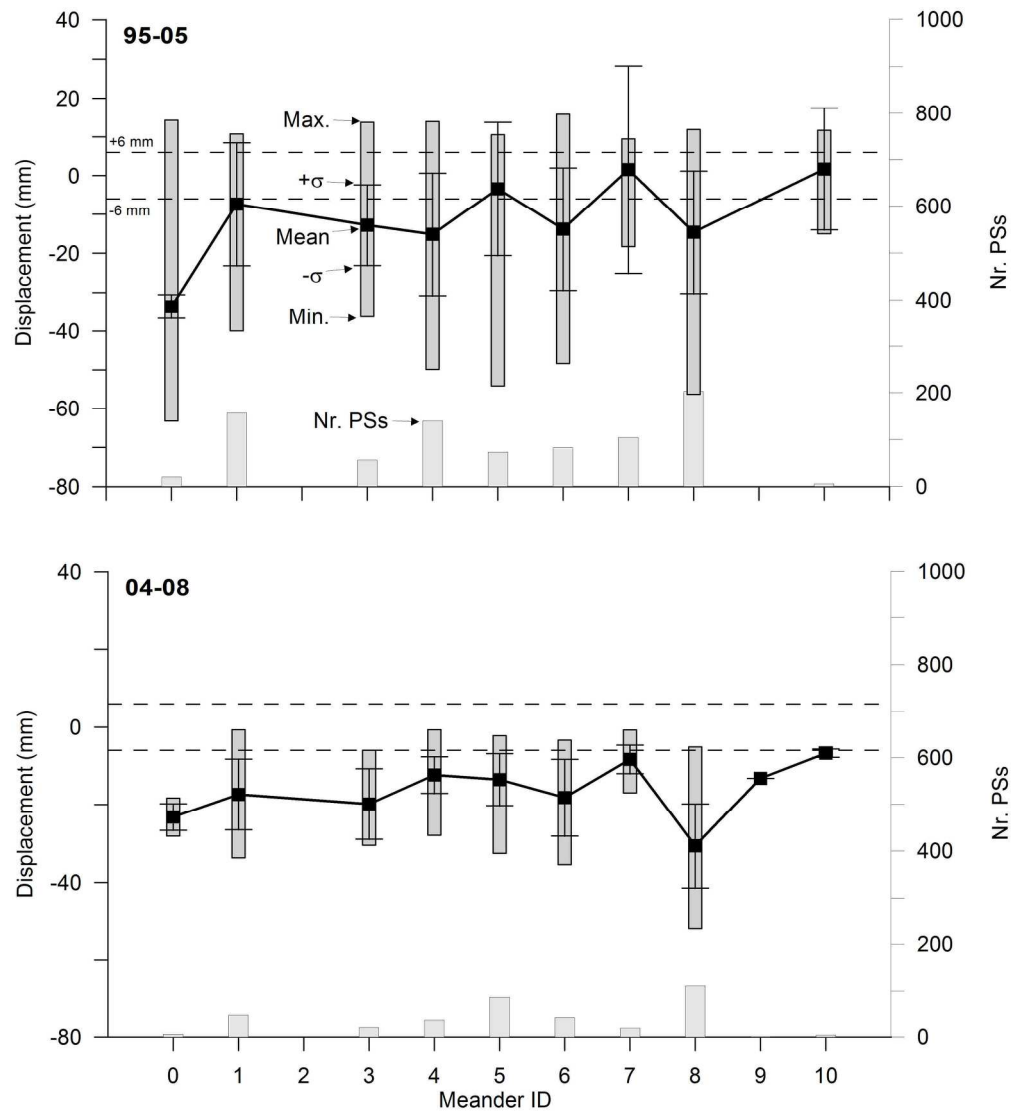 95-05
Displacement (mm)
40
20
0
-20
-40
-60
-80
+6 mm
-6 mm
Max.
+σ
Mean
-σ
Min.
Nr. PSs
1000
800
600
400
200
0
Nr. PSs
04-08
Displacement (mm)
40
0
-40
-80
1000
800
600
400
200
0
Nr. PSs
0 1 2 3 4 5 6 7 8 9 10
Meander ID